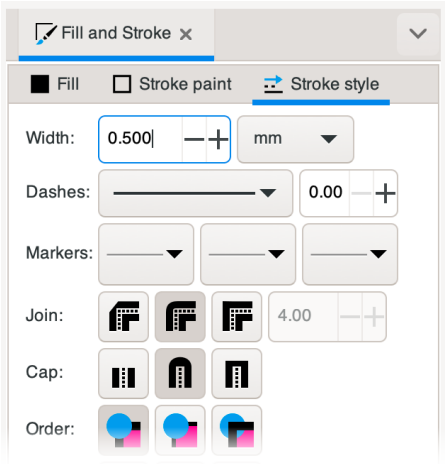 Fill and Stroke
Fill Stroke paint Stroke style
Width: 0.500 mm
Dashes: 0.00
Markers:
Join: 4.00
Cap:
Order: